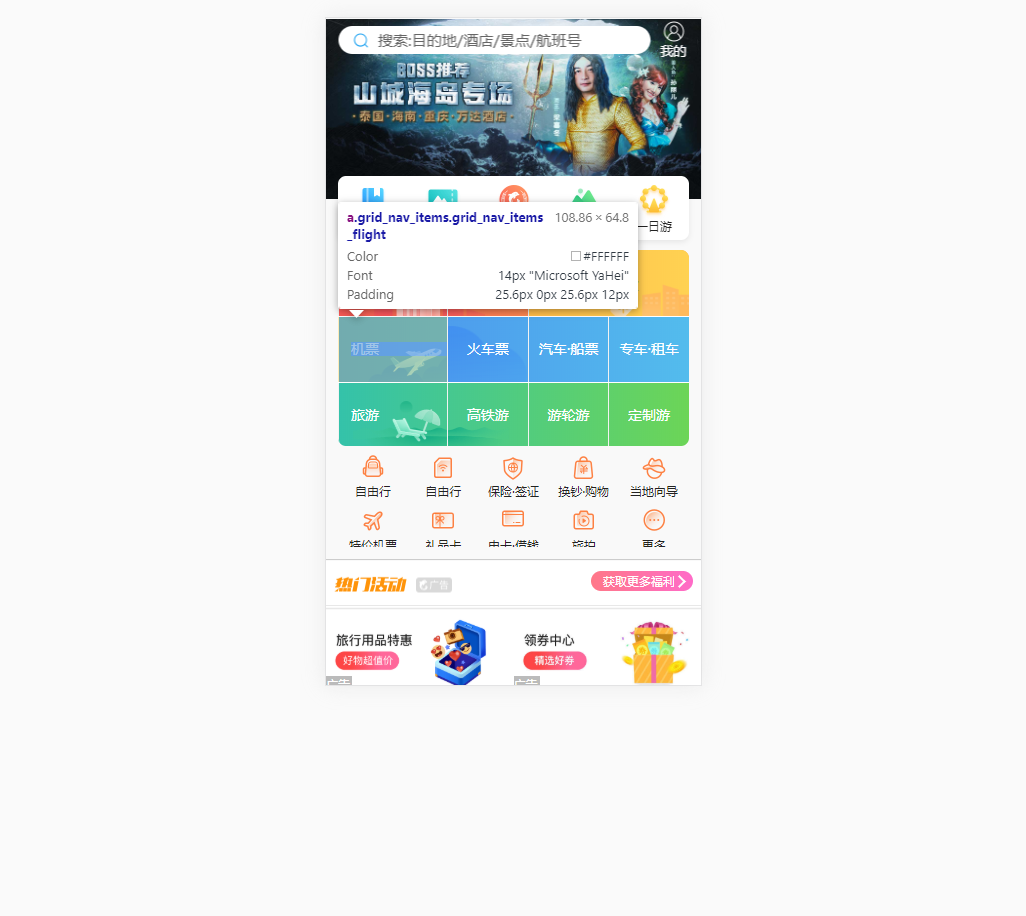 搜索:目的地/酒店/景点/航班号
我的
BOSS推荐
山城海岛专场
·泰国·海南·重庆·万达酒店·
一日游
a.grid_nav_items.grid_nav_items
_flight
108.86 × 64.8
Color #FFFFFF
Font 14px "Microsoft YaHei"
Padding 25.6px 0px 25.6px 12px
机票 火车票 汽车·船票 专车·租车
旅游 高铁游 游轮游 定制游
自由行 自由行 保险·签证 换钞·购物 当地向导
特价机票 礼品卡 申卡·借钱 旅拍 更多
热门活动 广告 获取更多福利
旅行用品特惠 领券中心
好物超值价 精选好券
广告 广告